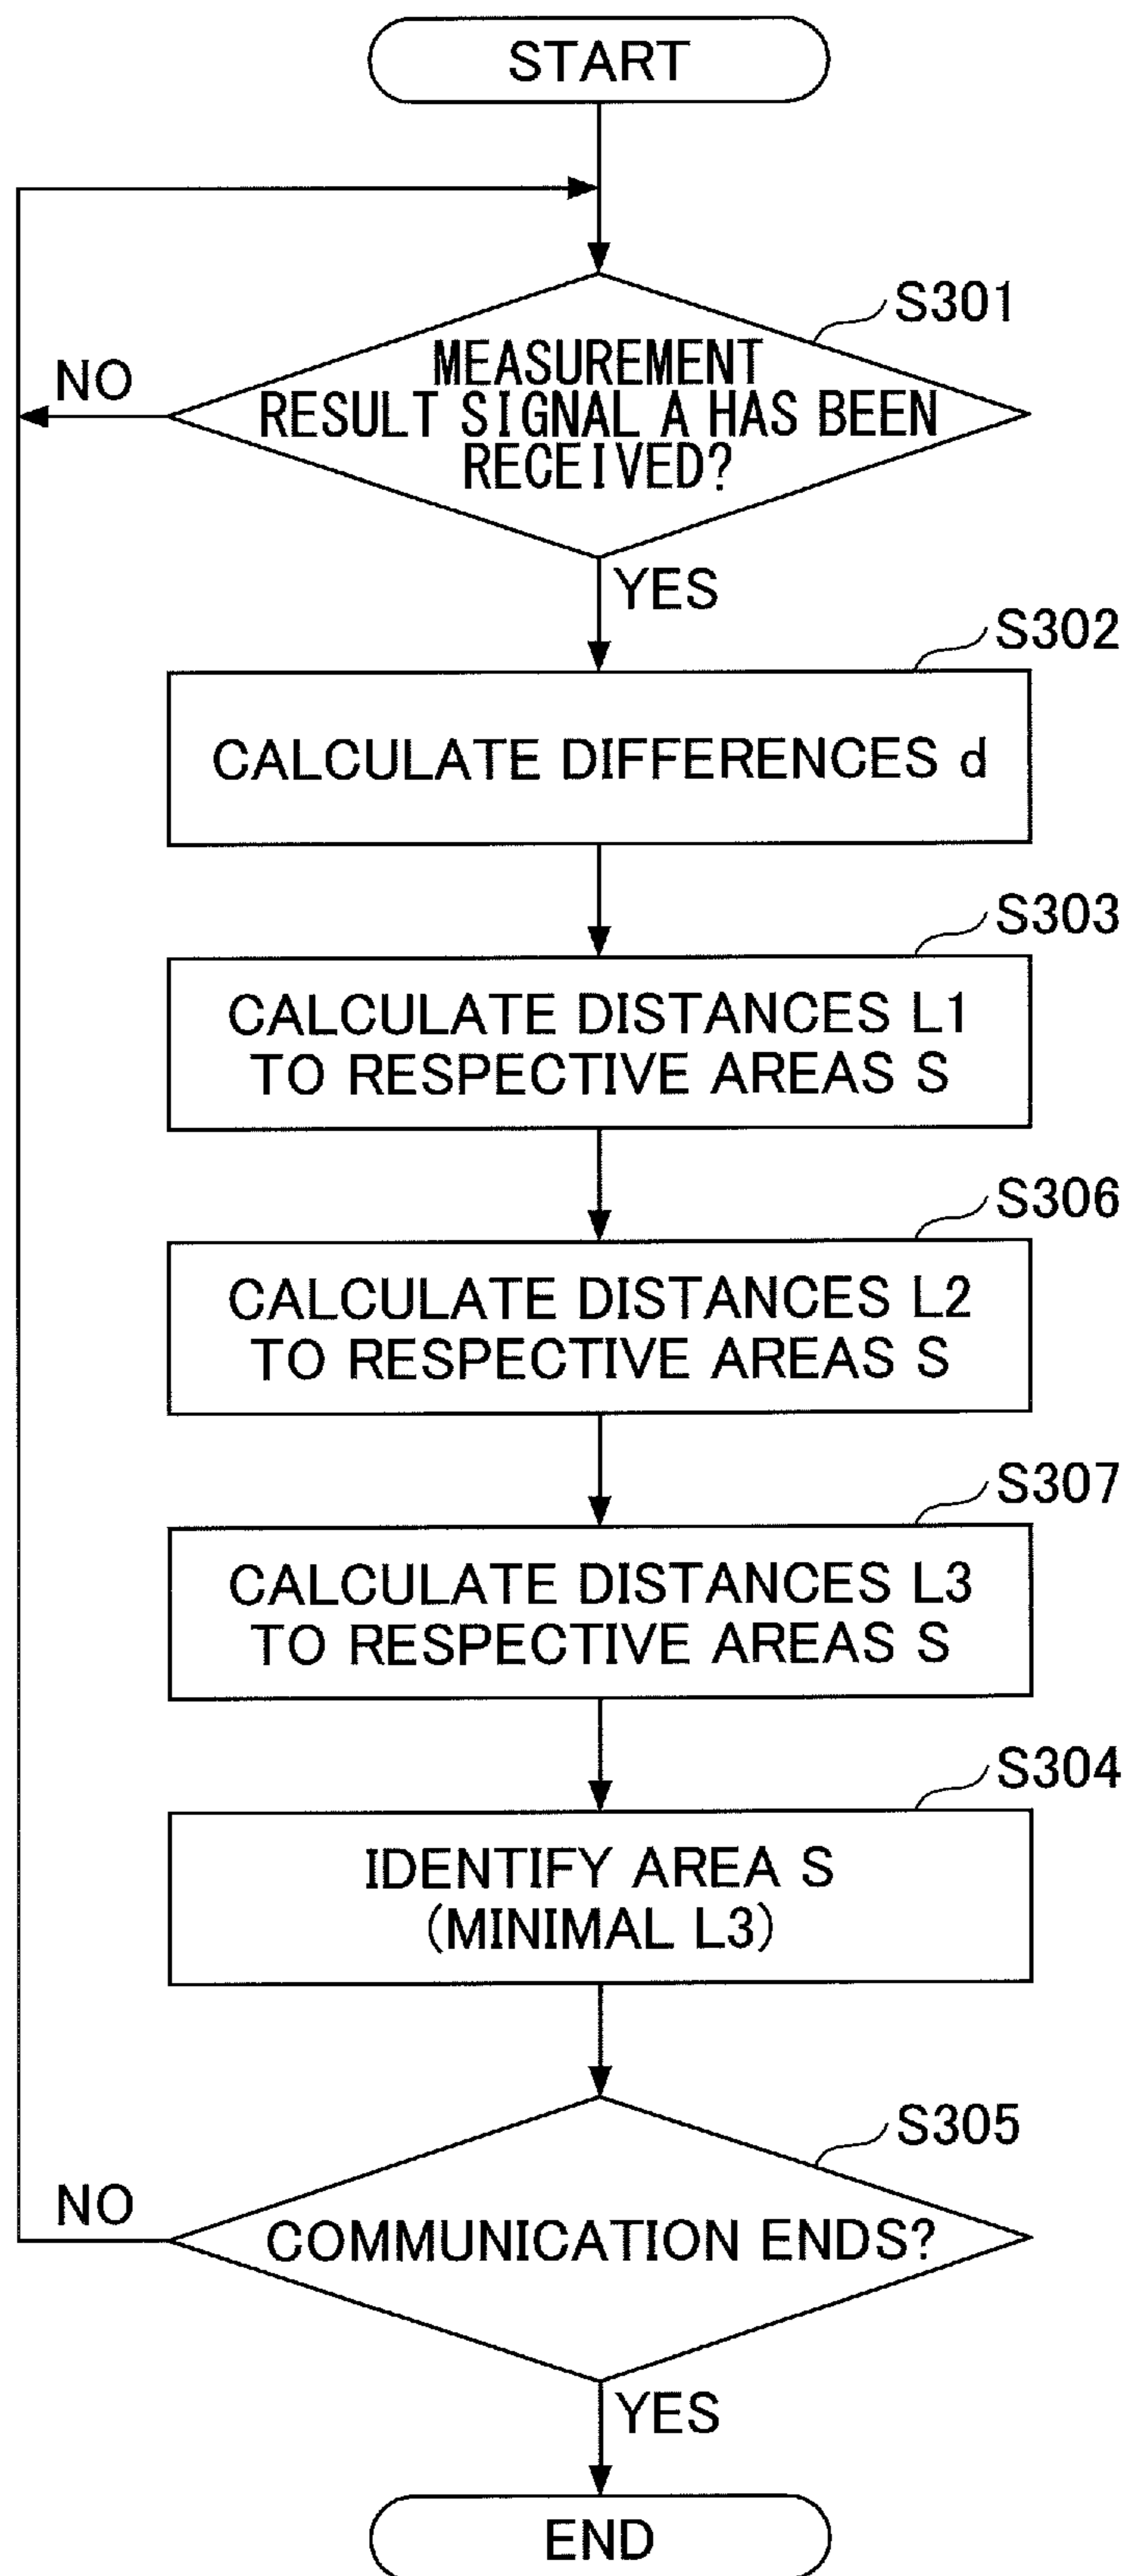 START
S301
MEASUREMENT
RESULT SIGNAL A HAS BEEN
RECEIVED?
NO
YES
S302
CALCULATE DIFFERENCES d
S303
CALCULATE DISTANCES L1
TO RESPECTIVE AREAS S
S306
CALCULATE DISTANCES L2
TO RESPECTIVE AREAS S
S307
CALCULATE DISTANCES L3
TO RESPECTIVE AREAS S
S304
IDENTIFY AREA S
(MINIMAL L3)
S305
NO
COMMUNICATION ENDS?
YES
END